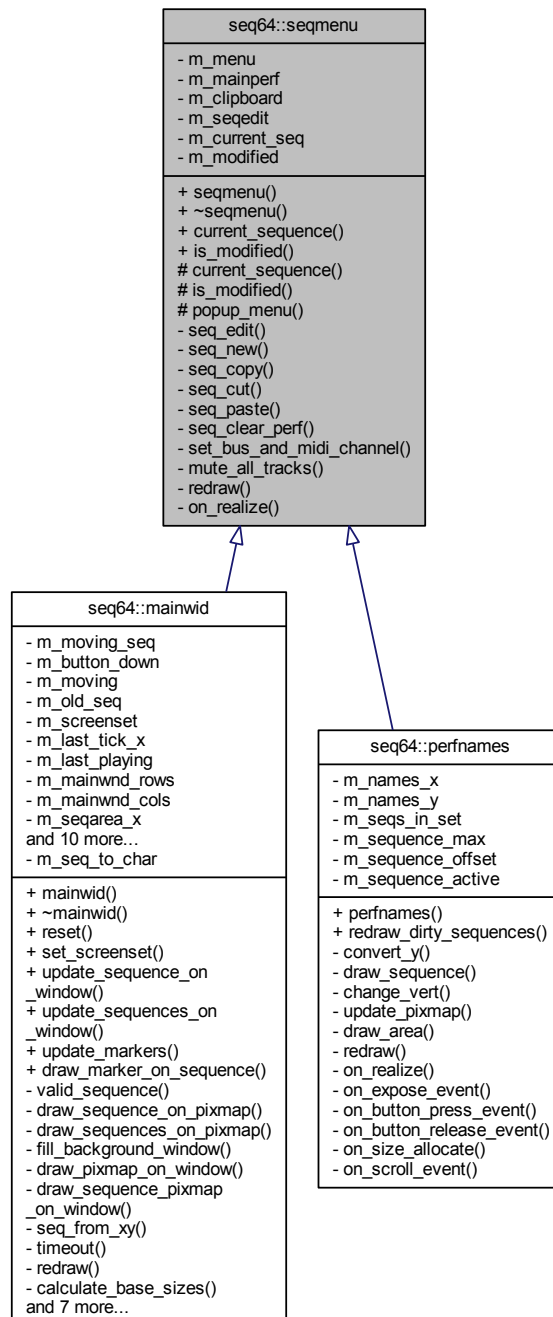 seq64::seqmenu
- m_menu
- m_mainperf
- m_clipboard
- m_seqedit
- m_current_seq
- m_modified
+ seqmenu()
+ ~seqmenu()
+ current_sequence()
+ is_modified()
# current_sequence()
# is_modified()
# popup_menu()
- seq_edit()
- seq_new()
- seq_copy()
- seq_cut()
- seq_paste()
- seq_clear_perf()
- set_bus_and_midi_channel()
- mute_all_tracks()
- redraw()
- on_realize()
seq64::mainwid
- m_moving_seq
- m_button_down
- m_moving
- m_old_seq
- m_screenset
- m_last_tick_x
- m_last_playing
- m_mainwnd_rows
- m_mainwnd_cols
- m_seqarea_x
and 10 more...
- m_seq_to_char
+ mainwid()
+ ~mainwid()
+ reset()
+ set_screenset()
+ update_sequence_on
_window()
+ update_sequences_on
_window()
+ update_markers()
+ draw_marker_on_sequence()
- valid_sequence()
- draw_sequence_on_pixmap()
- draw_sequences_on_pixmap()
- fill_background_window()
- draw_pixmap_on_window()
- draw_sequence_pixmap
_on_window()
- seq_from_xy()
- timeout()
- redraw()
- calculate_base_sizes()
and 7 more...
seq64::perfnames
- m_names_x
- m_names_y
- m_seqs_in_set
- m_sequence_max
- m_sequence_offset
- m_sequence_active
+ perfnames()
+ redraw_dirty_sequences()
- convert_y()
- draw_sequence()
- change_vert()
- update_pixmap()
- draw_area()
- redraw()
- on_realize()
- on_expose_event()
- on_button_press_event()
- on_button_release_event()
- on_size_allocate()
- on_scroll_event()